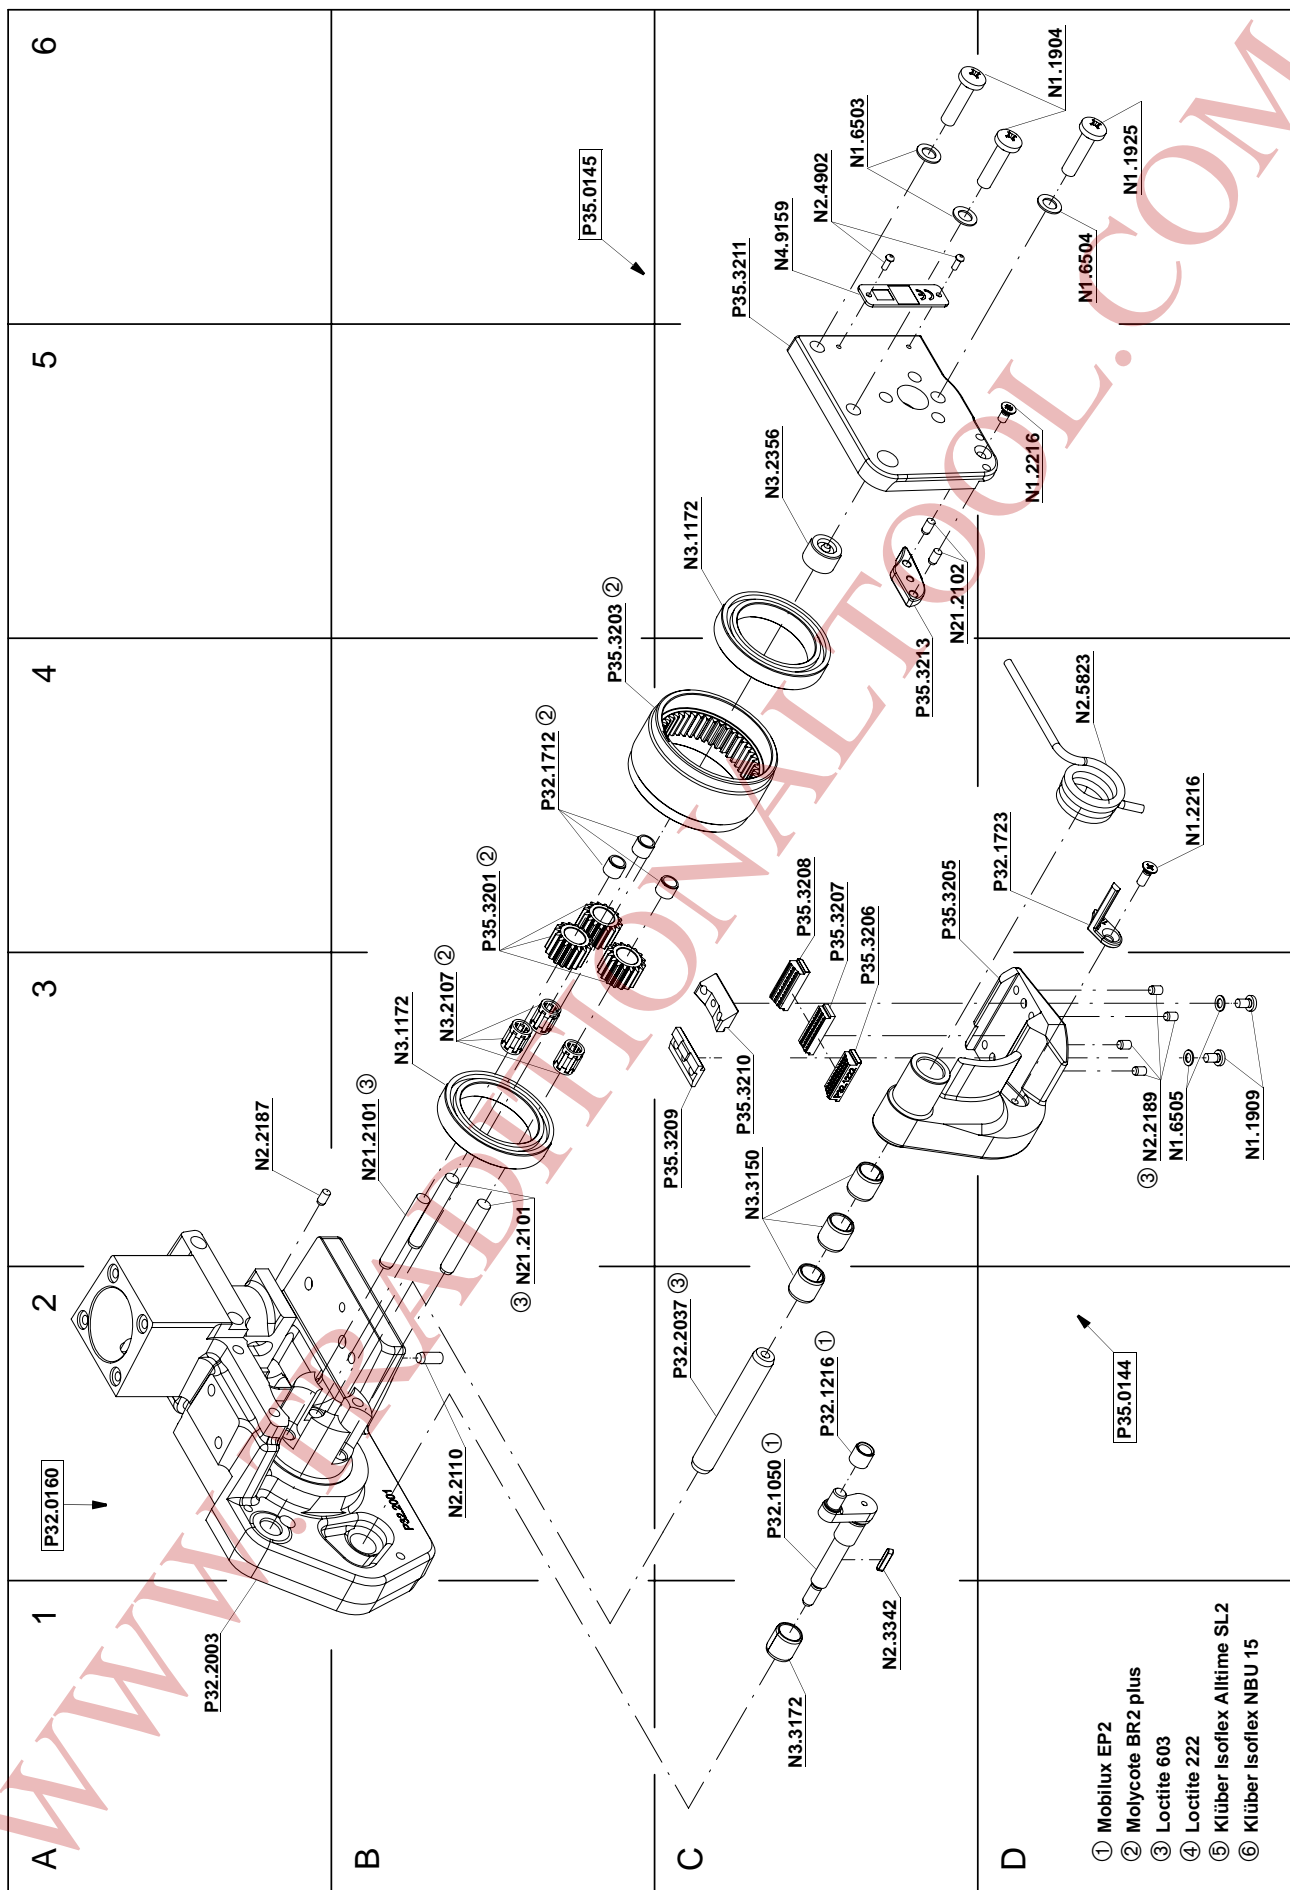 6
5
4
3
2
1
A
B
C
D
P35.0145
N1.1904
N1.6503
N2.4902
N4.9159
P35.3211
N1.1925
N1.6504
N3.2356
N3.1172
P35.3203 ②
N1.2216
N21.2102
P35.3213
P32.1712 ②
P35.3201 ②
N3.2107 ②
N3.1172
N21.2101 ③
N2.2187
③ N21.2101
N2.5823
N1.2216
P32.1723
P35.3205
P35.3208
P35.3207
P35.3206
P35.3210
P35.3209
N3.3150
③ N2.2189
N1.6505
N1.1909
P32.2037 ③
P32.1216 ①
P32.1050 ①
N2.3342
N3.3172
P35.0144
P32.0160
P32.2001
N2.2110
P32.2003
① Mobilux EP2
② Molycote BR2 plus
③ Loctite 603
④ Loctite 222
⑤ Klüber Isoflex Alltime SL2
⑥ Klüber Isoflex NBU 15
WWW.TRADITIONALTOOL.COM